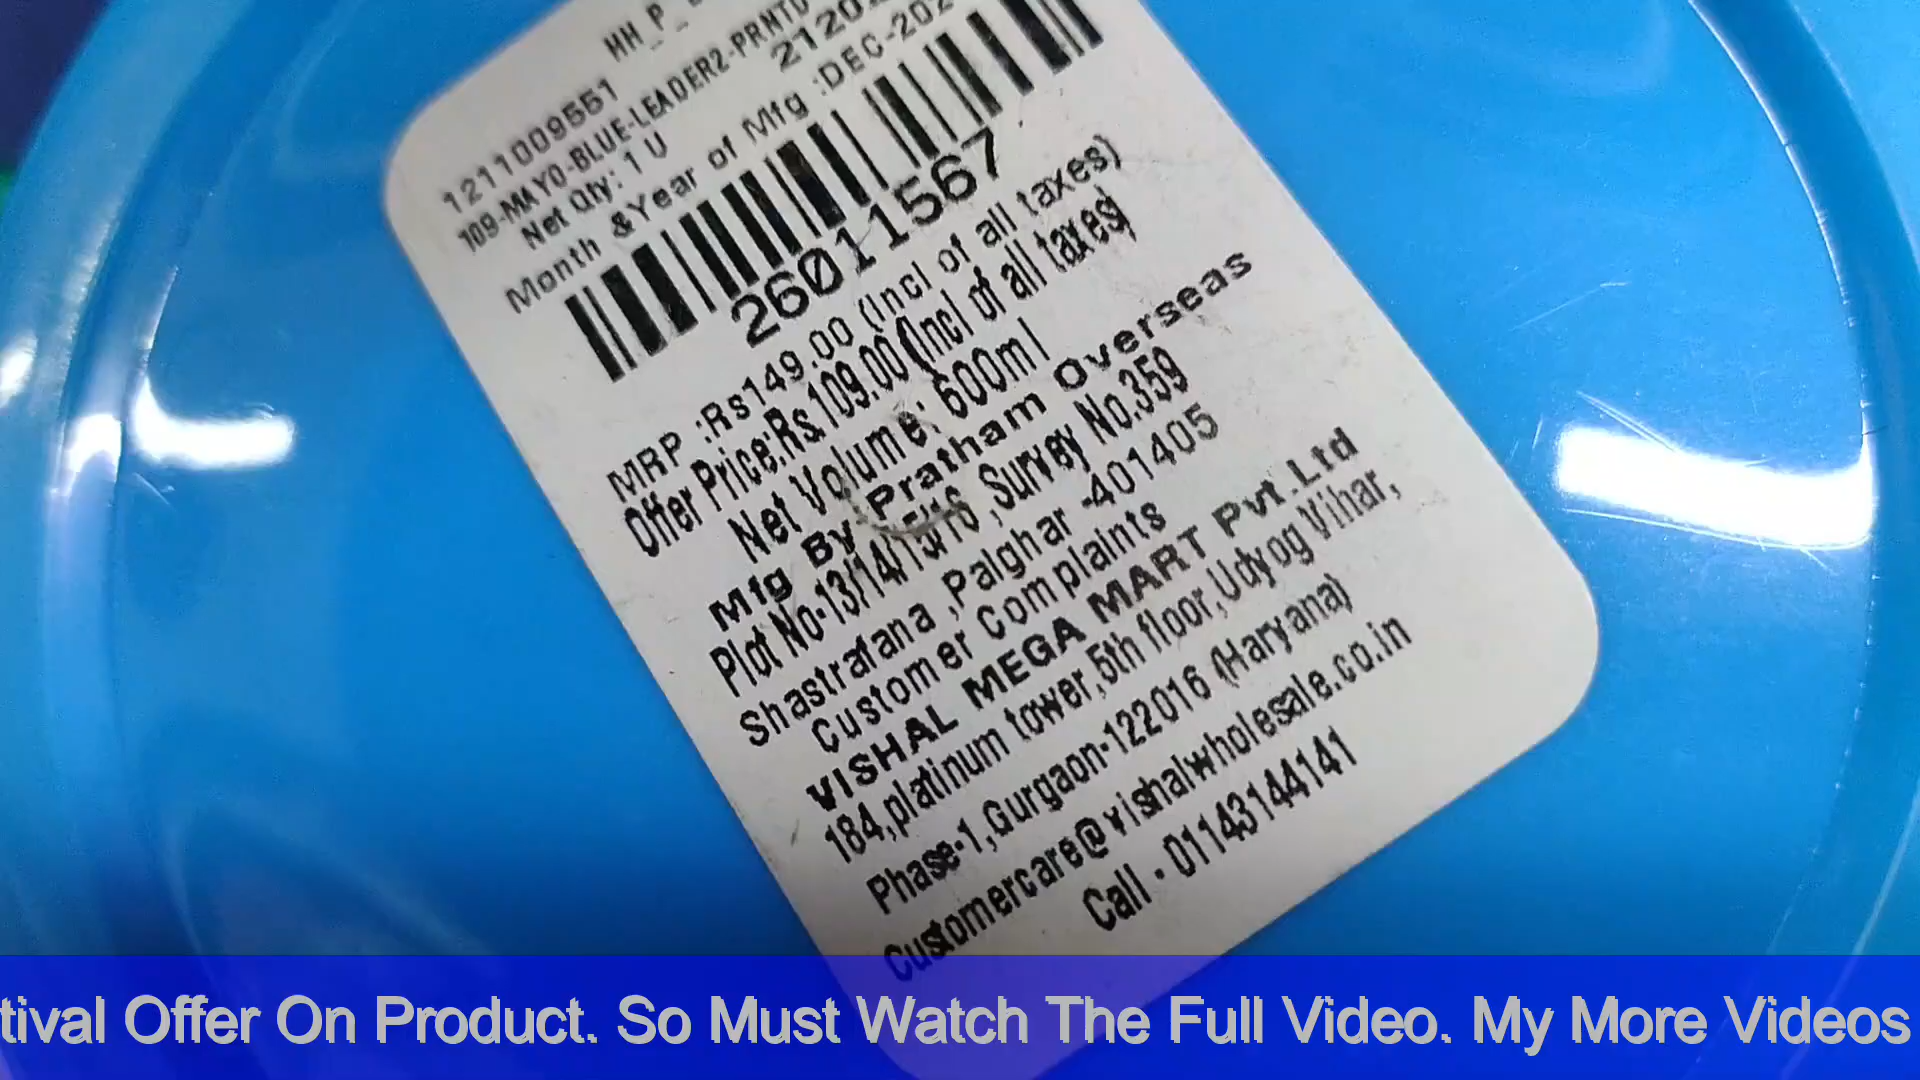 HH_P_
1211009551
109-MAYO-BLUE-LEADER2-PRNTD
Net Qty: 1 U
Month &Year of Mfg :DEC-202
26011567
MRP :Rs149.00 (Incl of all taxes)
Offer Price:Rs.109.00 (Incl of all taxes)
Net Volume: 600ml
Mfg By Pratham Overseas
Plot No-13/14/15/16 ,Survey No.359
Shastrafana ,Palghar -401405
Customer Complaints
VISHAL MEGA MART Pvt.Ltd
184,platinum tower,5th floor,Udyog Vihar,
Phase-1,Gurgaon-122016 (Haryana)
Customercare@vishalwholesale.co.in
Call - 01143144141
tival Offer On Product. So Must Watch The Full Video. My More Videos